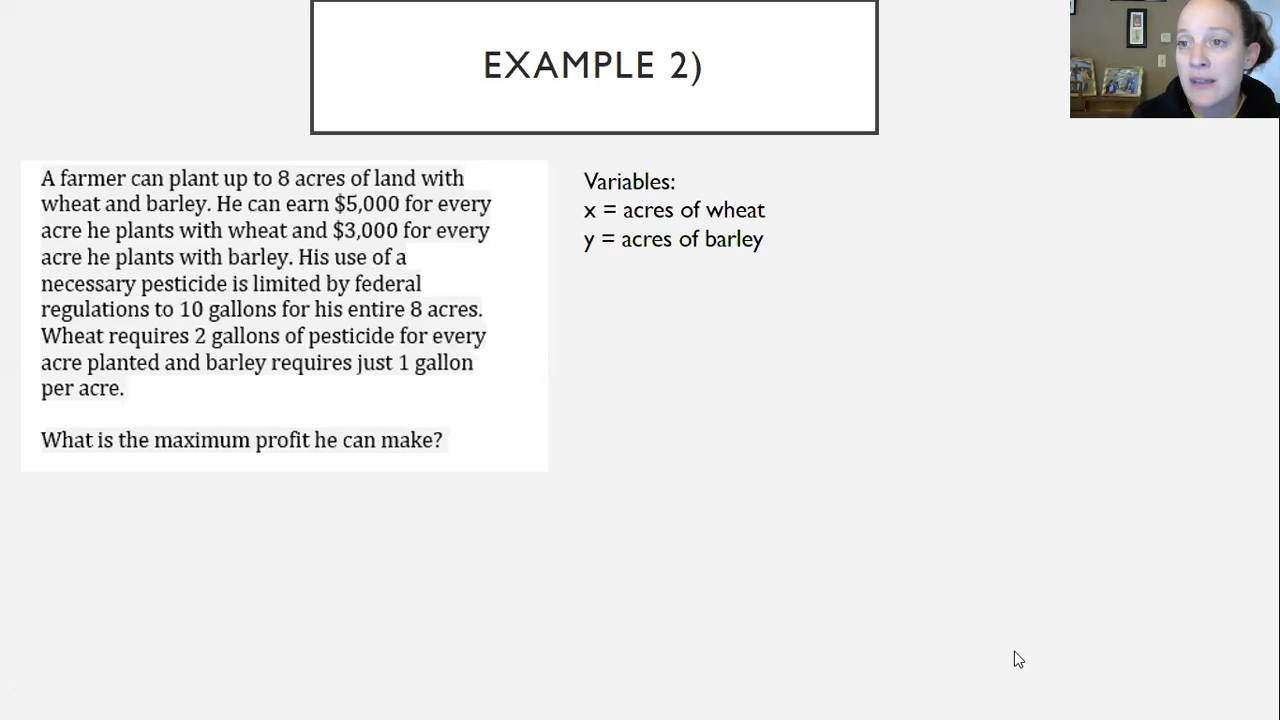 EXAMPLE 2)
A farmer can plant up to 8 acres of land with
wheat and barley. He can earn $5,000 for every
acre he plants with wheat and $3,000 for every
acre he plants with barley. His use of a
necessary pesticide is limited by federal
regulations to 10 gallons for his entire 8 acres.
Wheat requires 2 gallons of pesticide for every
acre planted and barley requires just 1 gallon
per acre.
What is the maximum profit he can make?
Variables:
x = acres of wheat
y = acres of barley